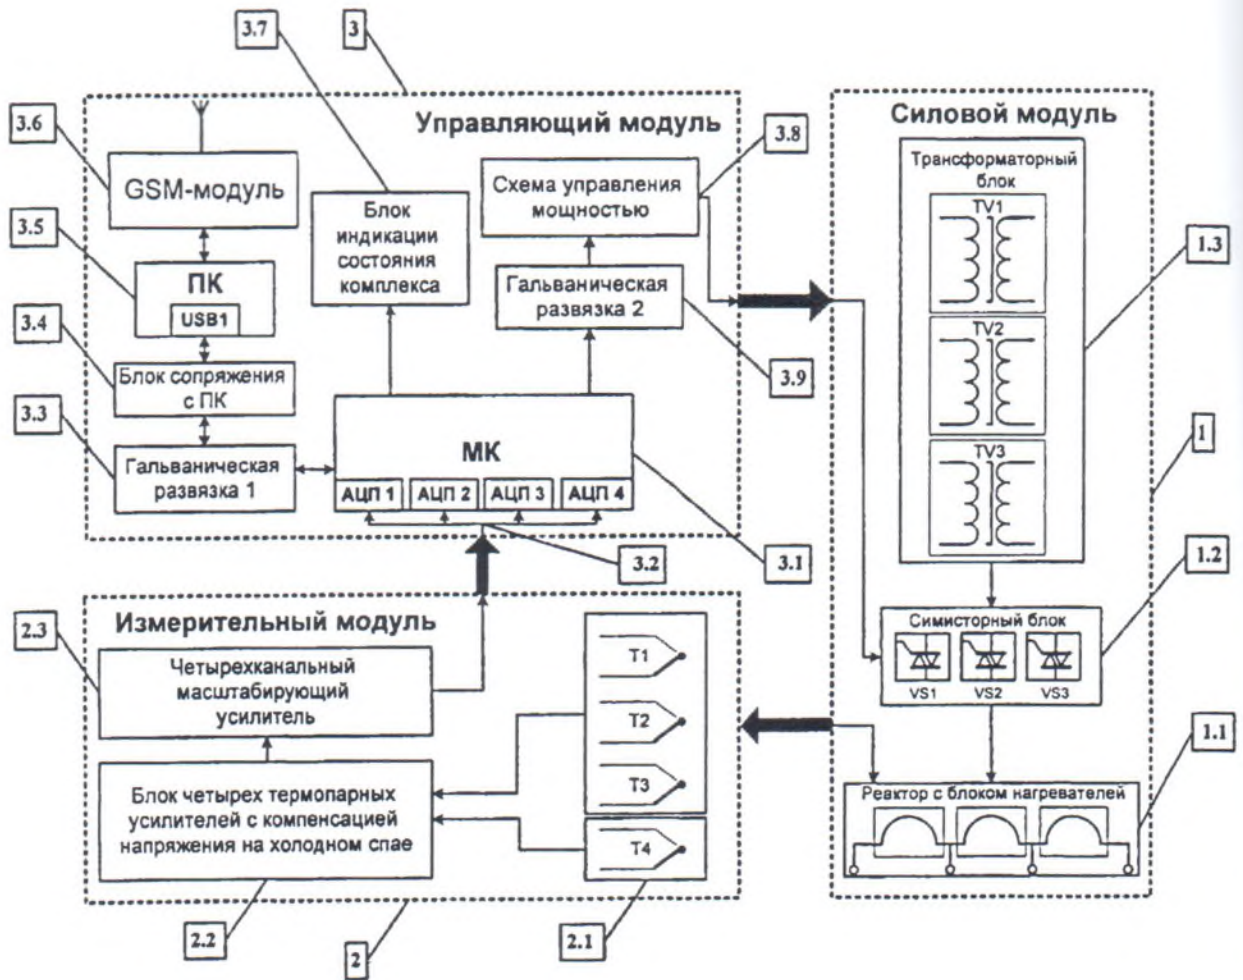 3.7
3
3.6
Управляющий модуль
3.8
GSM-модуль
3.5
ПК
USB1
3.4
Блок сопряжения
с ПК
3.3
Гальваническая
развязка 1
Блок
индикации
состояния
комплекса
Схема управления
мощностью
Гальваническая
развязка 2
3.9
МК
АЦП 1
АЦП 2
АЦП 3
АЦП 4
3.2
3.1
Силовой модуль
Трансформаторный
блок
TV1
TV2
TV3
1.3
1
1.2
Симисторный блок
VS1
VS2
VS3
1.1
Реактор с блоком нагревателей
Измерительный модуль
2.3
Четырехканальный
масштабирующий
усилитель
Блок четырех термопарных
усилителей с компенсацией
напряжения на холодном спае
T1
T2
T3
T4
2.2
2
2.1